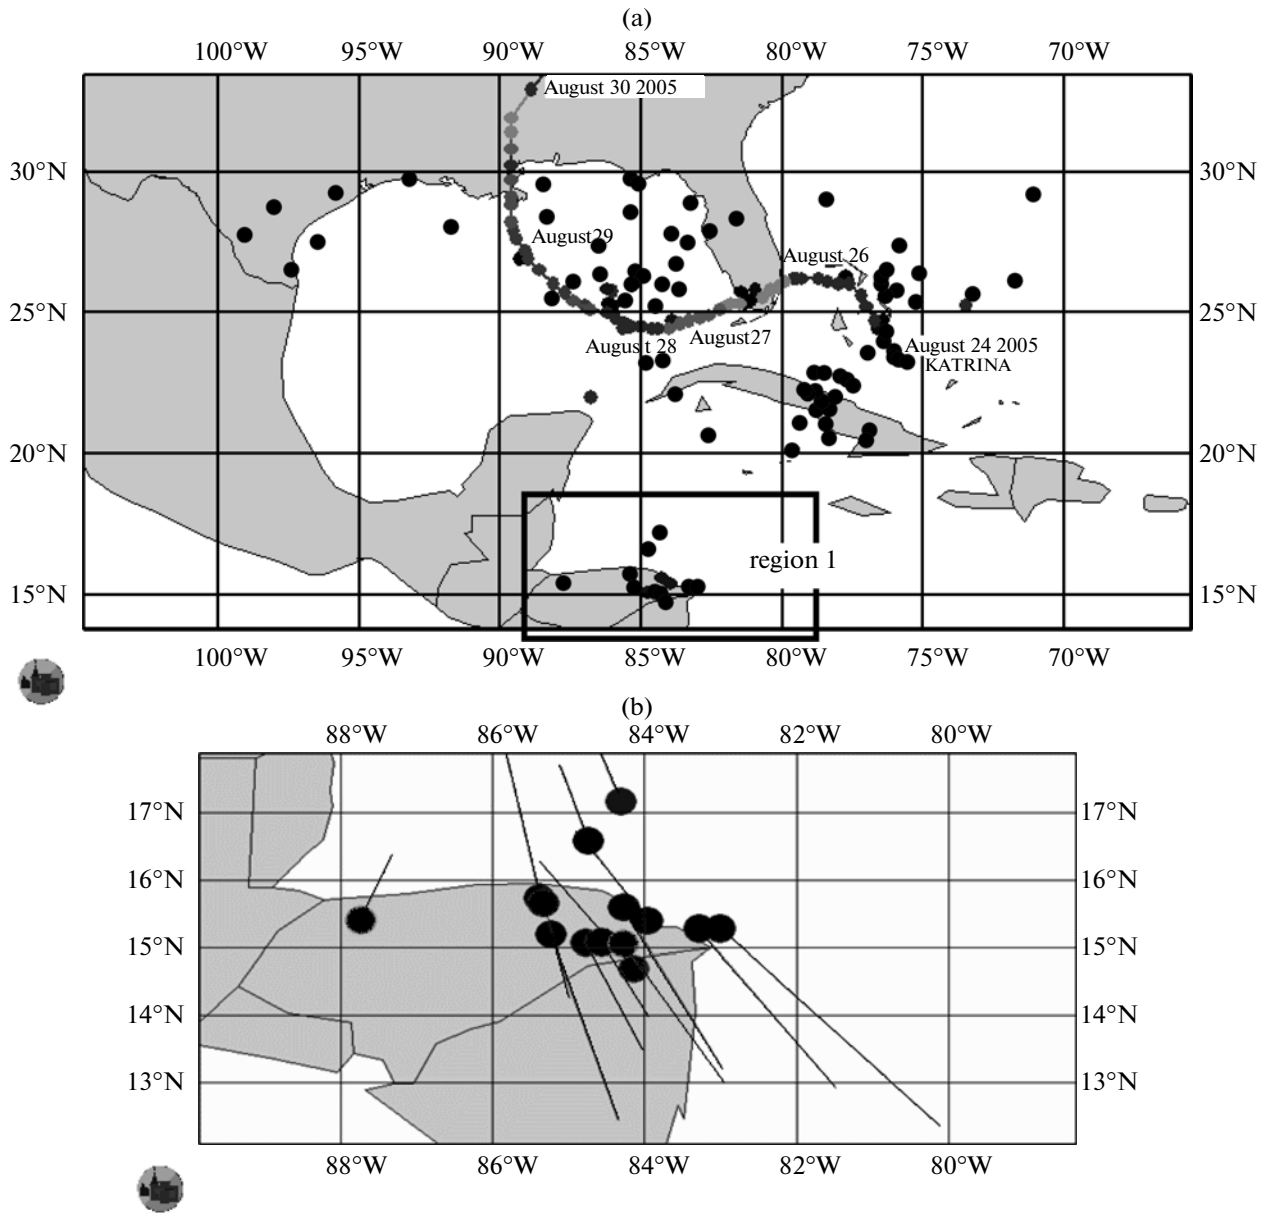 (a)
100°W 95°W 90°W 85°W 80°W 75°W 70°W
August 30 2005
30°N 30°N
August29
August 26
25°N 25°N
August 28 August27
August 24 2005
KATRINA
20°N 20°N
region 1
15°N 15°N
100°W 95°W 90°W 85°W 80°W 75°W 70°W
(b)
88°W 86°W 84°W 82°W 80°W
17°N 17°N
16°N 16°N
15°N 15°N
14°N 14°N
13°N 13°N
88°W 86°W 84°W 82°W 80°W